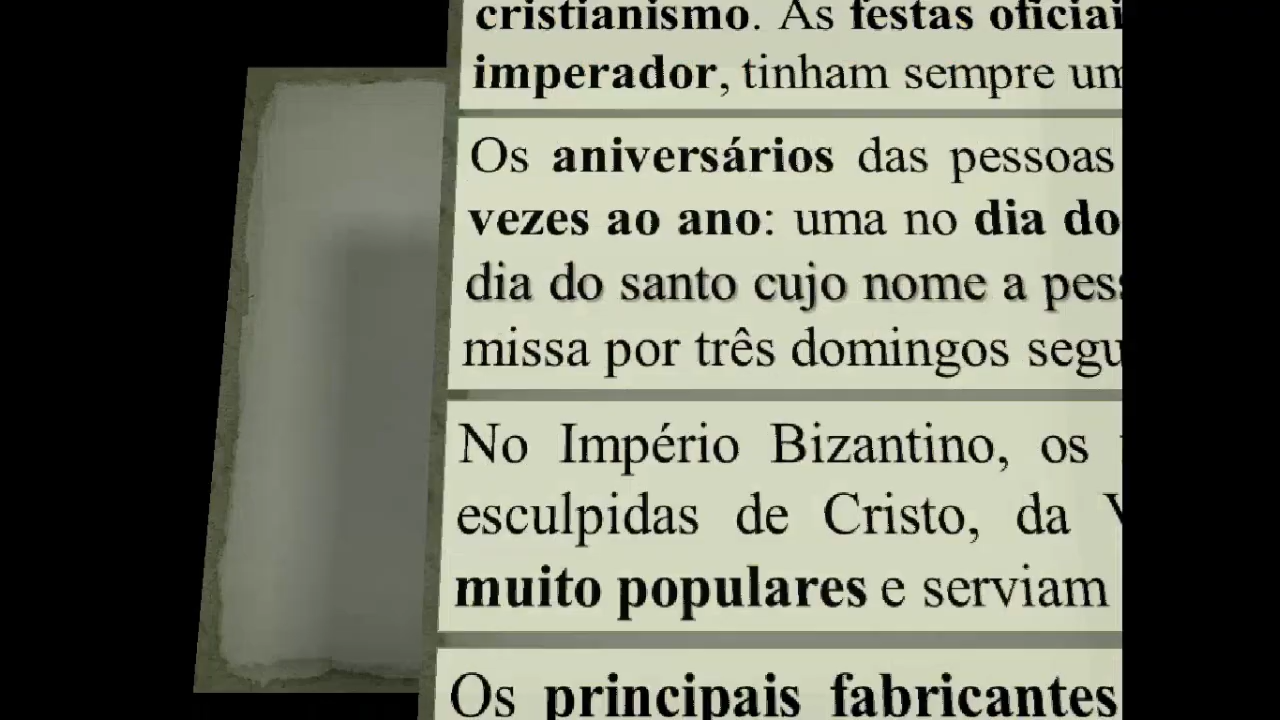 cristianismo. As festas oficiai
imperador, tinham sempre um
Os aniversários das pessoas
vezes ao ano: uma no dia do
dia do santo cujo nome a pes
missa por três domingos segu
No Império Bizantino, os
esculpidas de Cristo, da
muito populares e serviam
Os principais fabricantes